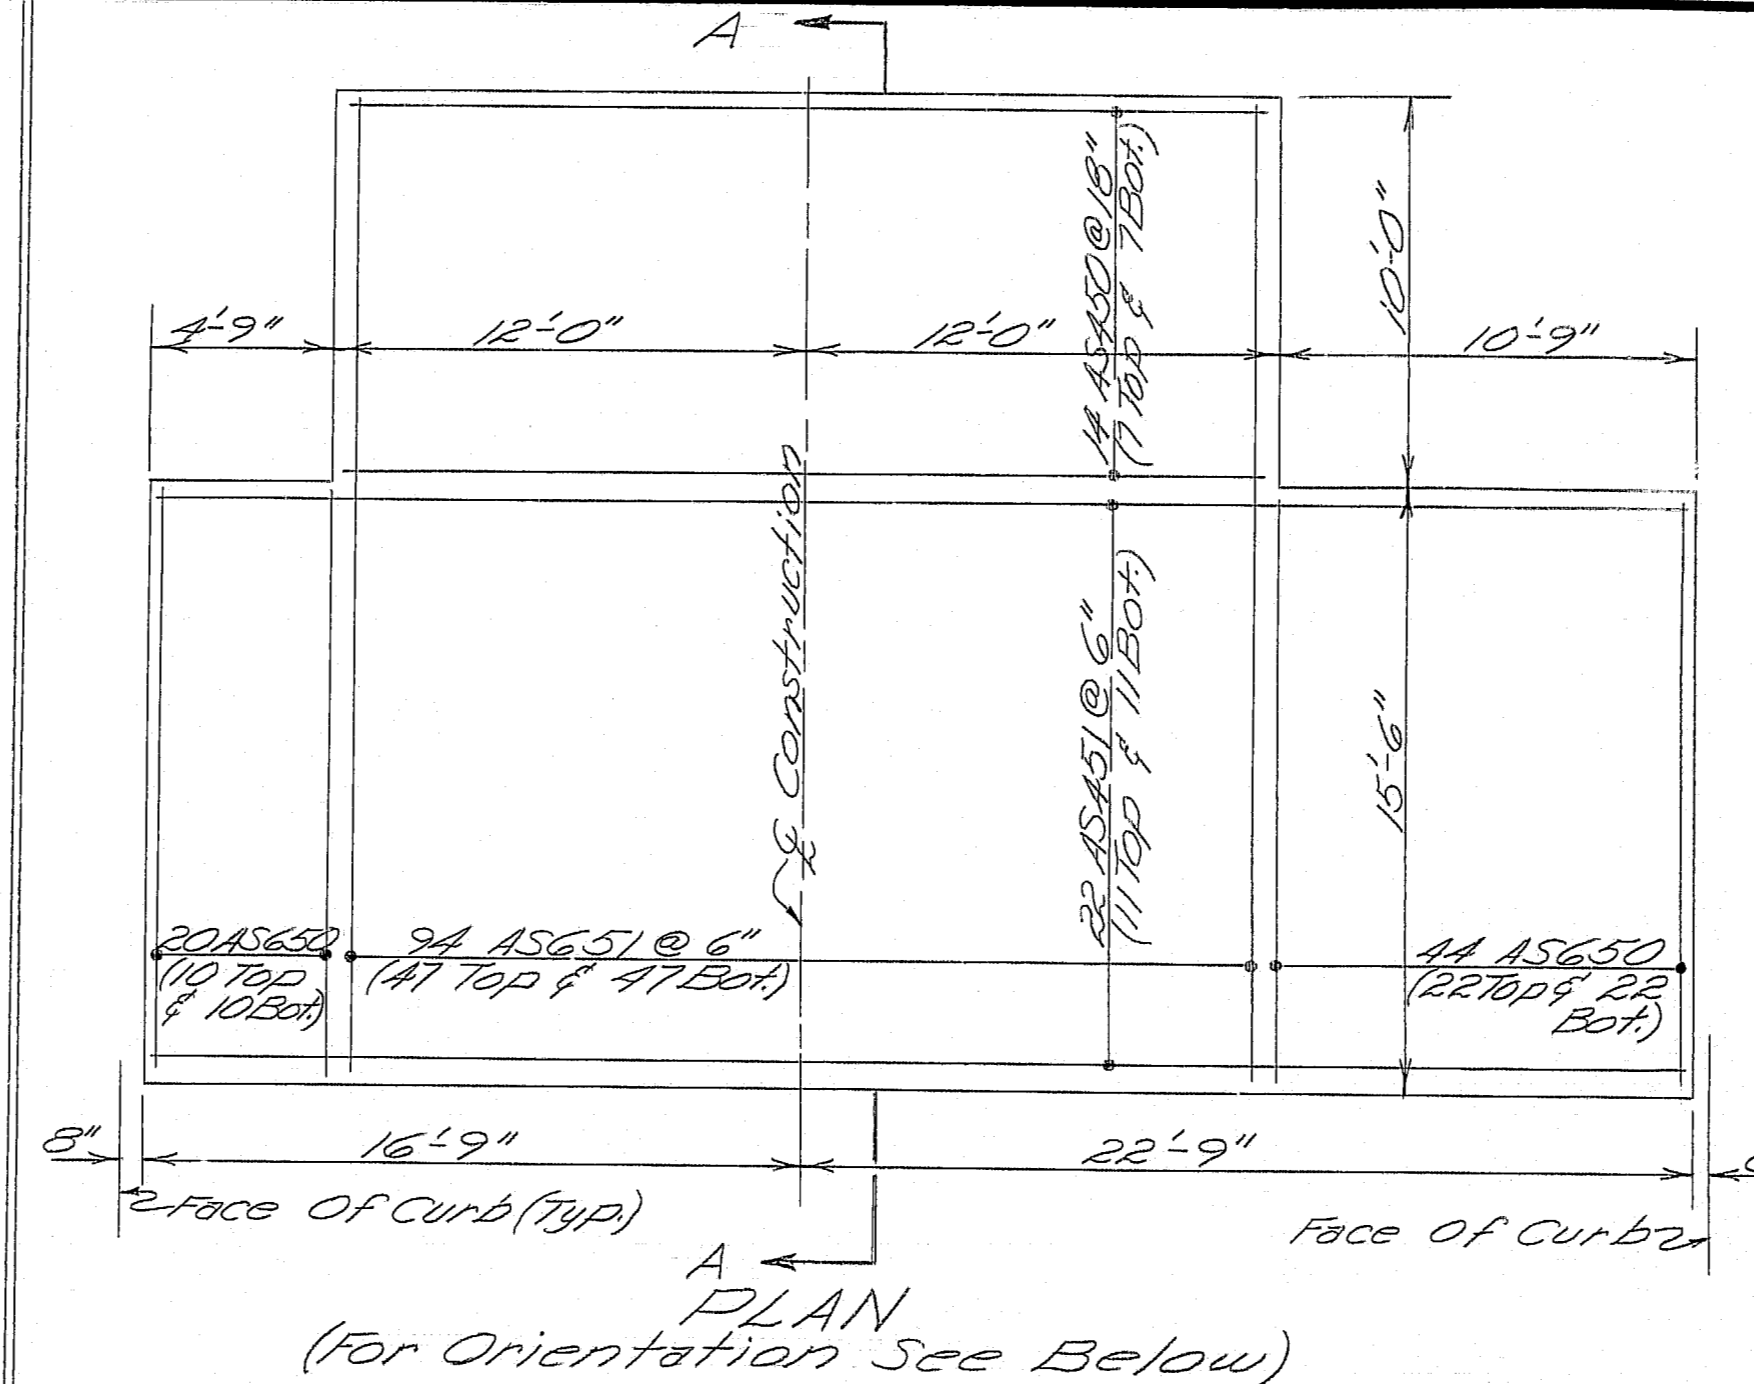 A
14 AS450 @ 18"
(7 Top & 7 Bot.)
10'-0"
4'-9"
12'-0"
12'-0"
10'-9"
℄ Construction
22 AS451 @ 6"
(11 Top & 11 Bot.)
15'-6"
20 AS650
(10 Top
& 10 Bot.)
94 AS651 @ 6"
(47 Top & 47 Bot.)
44 AS650
(22 Top & 22
Bot.)
8"
16'-9"
22'-9"
Face Of Curb (Typ.)
Face Of Curb
A
PLAN
(For Orientation See Below)